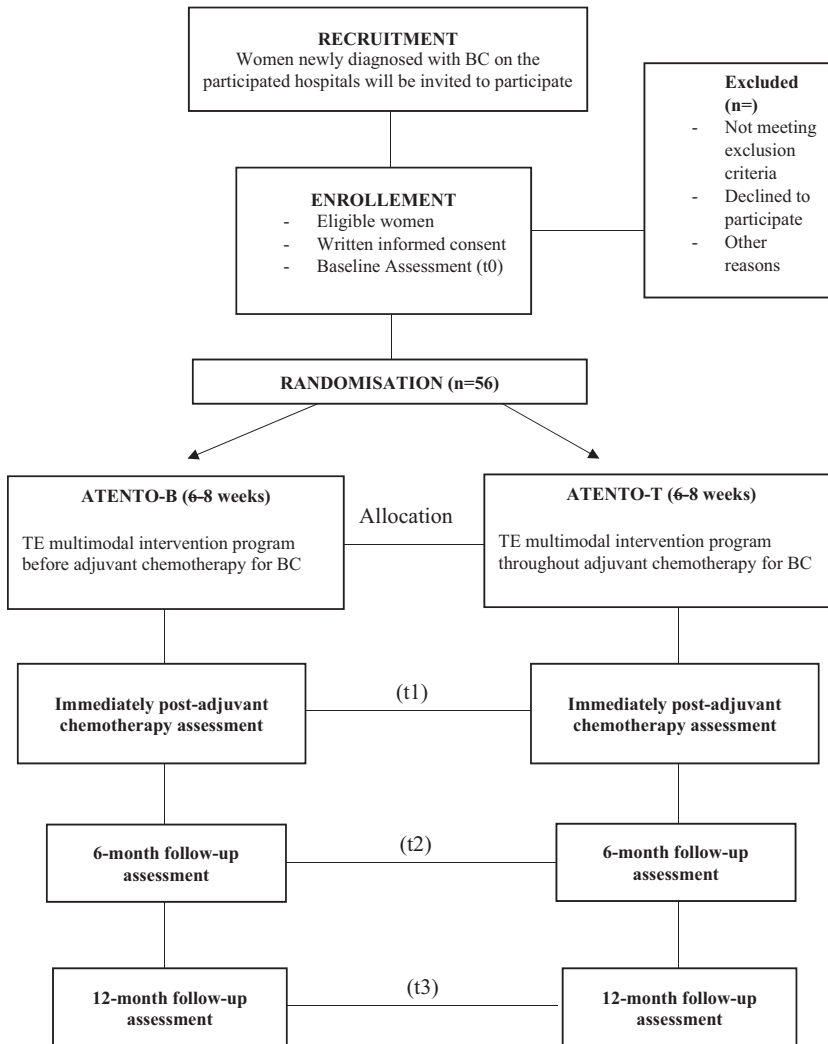 RECRUITMENT
Women newly diagnosed with BC on the
participated hospitals will be invited to participate
Excluded
(n=)
- Not meeting
exclusion
criteria
- Declined to
participate
- Other
reasons
ENROLLEMENT
- Eligible women
- Written informed consent
- Baseline Assessment (t0)
RANDOMISATION (n=56)
ATENTO-B (6-8 weeks)
TE multimodal intervention program
before adjuvant chemotherapy for BC
Allocation
ATENTO-T (6-8 weeks)
TE multimodal intervention program
throughout adjuvant chemotherapy for BC
Immediately post-adjuvant
chemotherapy assessment
(t1)
Immediately post-adjuvant
chemotherapy assessment
6-month follow-up
assessment
(t2)
6-month follow-up
assessment
12-month follow-up
assessment
(t3)
12-month follow-up
assessment